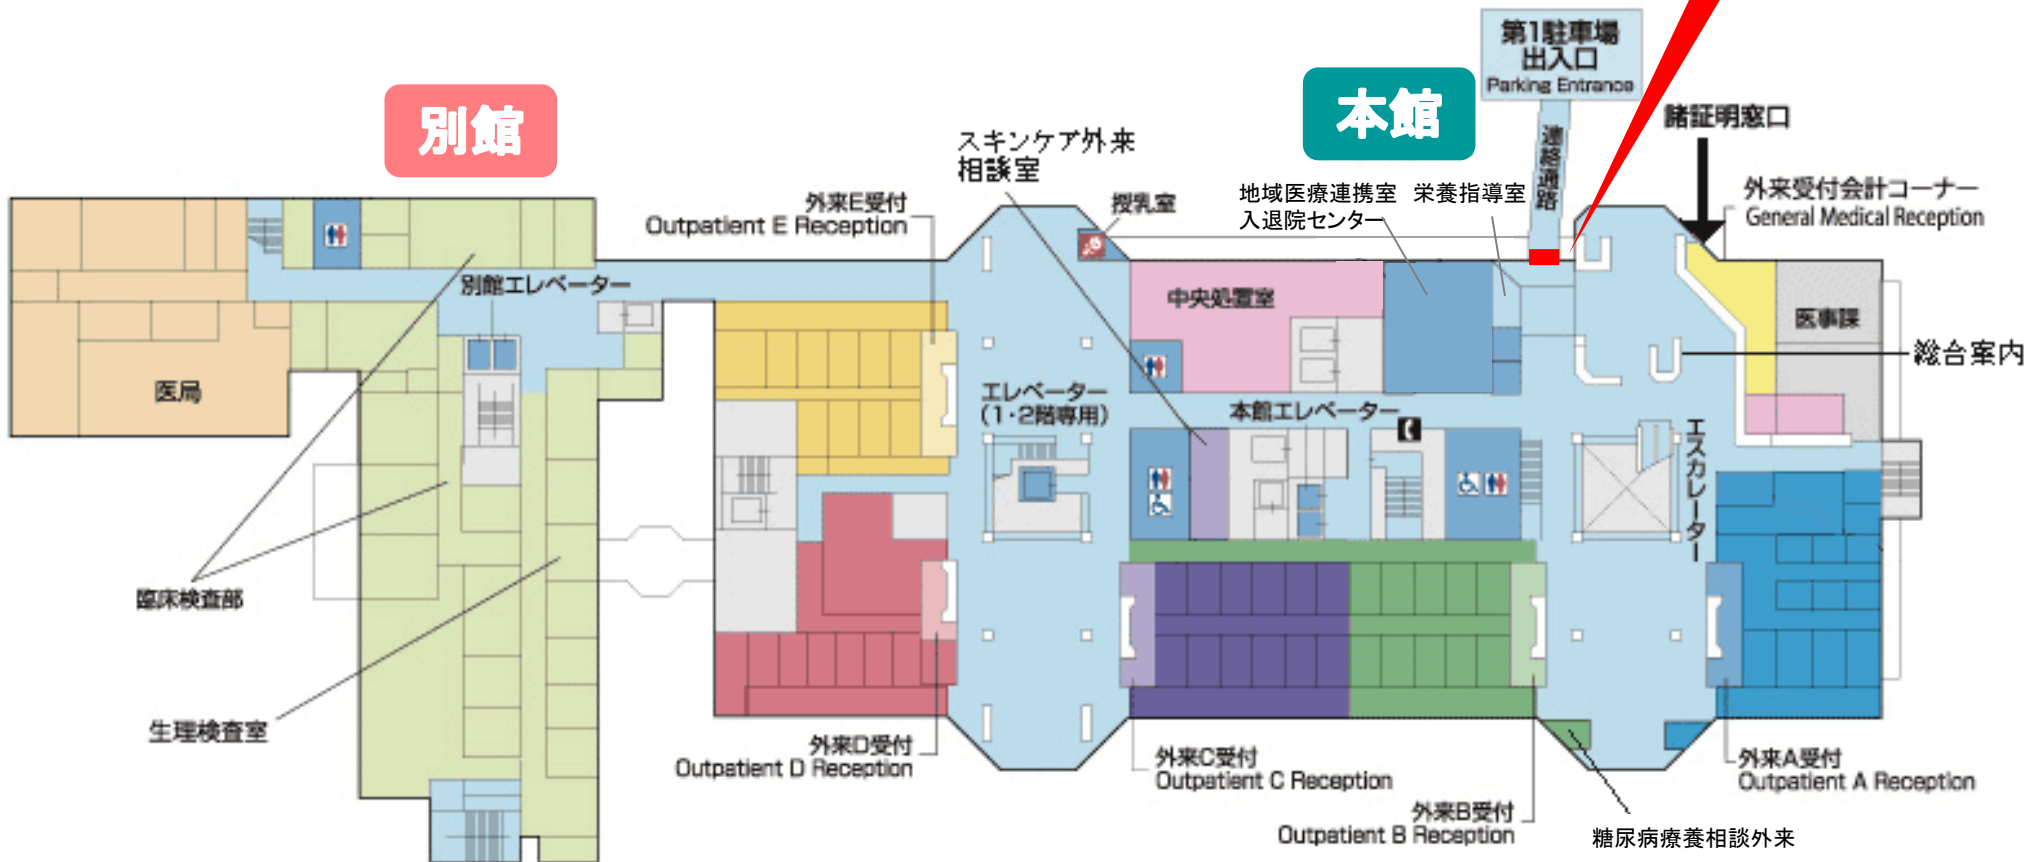 第1駐車場
出入口
Parking Entrance
連絡通路
別館
本館
諸証明窓口
スキンケア外来
相談室
地域医療連携室
入退院センター
栄養指導室
外来受付会計コーナー
General Medical Reception
外来E受付
Outpatient E Reception
授乳室
別館エレベーター
中央処置室
医事課
総合案内
医局
エレベーター
(1・2階専用)
本館エレベーター
エスカレーター
臨床検査部
生理検査室
外来D受付
Outpatient D Reception
外来C受付
Outpatient C Reception
外来A受付
Outpatient A Reception
外来B受付
Outpatient B Reception
糖尿病療養相談外来